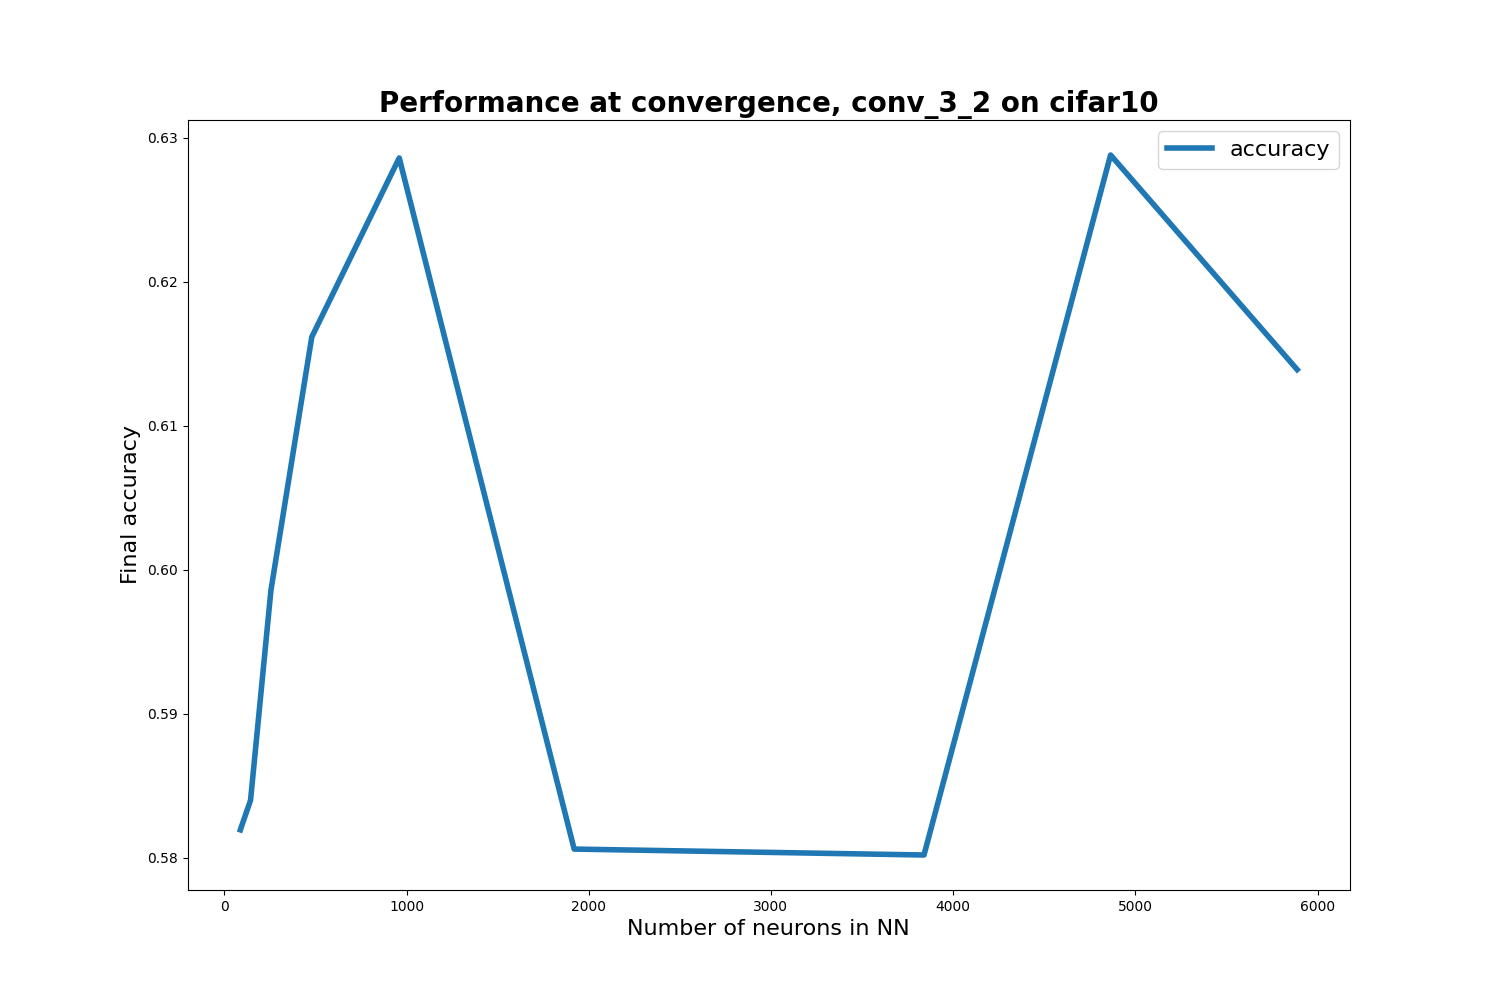 Performance at convergence, conv_3_2 on cifar10
accuracy
0.63
0.62
0.61
0.60
0.59
0.58
Final accuracy
0 1000 2000 3000 4000 5000 6000
Number of neurons in NN